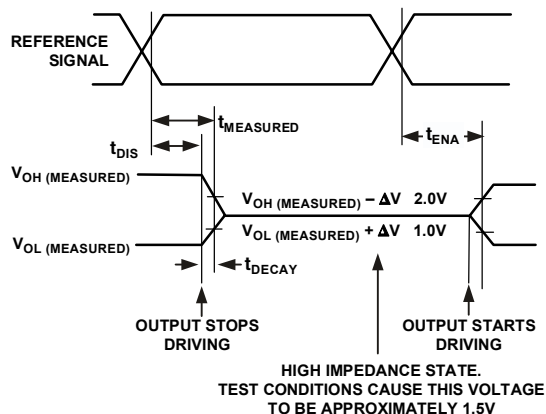 REFERENCE
SIGNAL
tMEASURED
tDIS
tENA
VOH (MEASURED)
VOH (MEASURED) – ΔV 2.0V
VOL (MEASURED)
VOL (MEASURED) + ΔV 1.0V
tDECAY
OUTPUT STOPS
DRIVING
OUTPUT STARTS
DRIVING
HIGH IMPEDANCE STATE.
TEST CONDITIONS CAUSE THIS VOLTAGE
TO BE APPROXIMATELY 1.5V